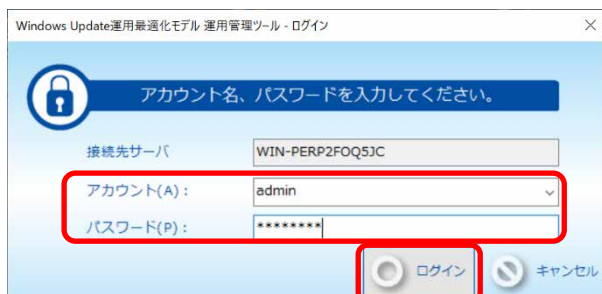 Windows Update運用最適化モデル 運用管理ツール - ログイン
アカウント名、パスワードを入力してください。
接続先サーバ WIN-PERP2FOQ5JC
アカウント(A)： admin
パスワード(P)： ********
ログイン キャンセル